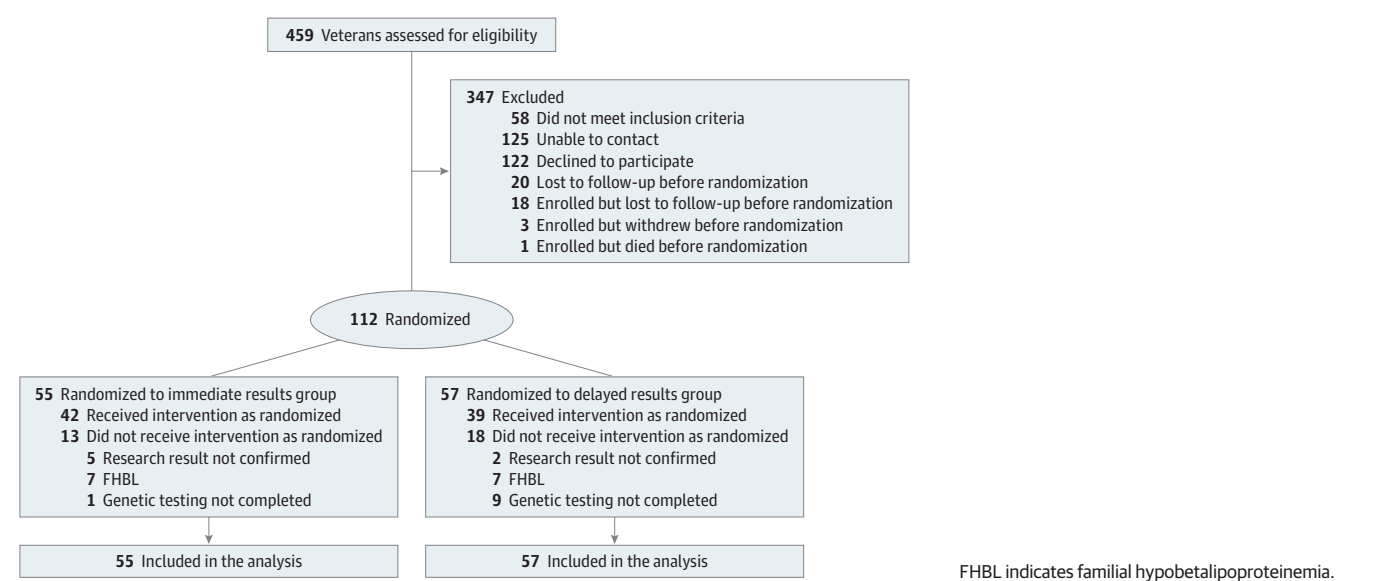 459 Veterans assessed for eligibility
347 Excluded
58 Did not meet inclusion criteria
125 Unable to contact
122 Declined to participate
20 Lost to follow-up before randomization
18 Enrolled but lost to follow-up before randomization
3 Enrolled but withdrew before randomization
1 Enrolled but died before randomization
112 Randomized
55 Randomized to immediate results group
42 Received intervention as randomized
13 Did not receive intervention as randomized
5 Research result not confirmed
7 FHBL
1 Genetic testing not completed
57 Randomized to delayed results group
39 Received intervention as randomized
18 Did not receive intervention as randomized
2 Research result not confirmed
7 FHBL
9 Genetic testing not completed
55 Included in the analysis
57 Included in the analysis
FHBL indicates familial hypobetalipoproteinemia.